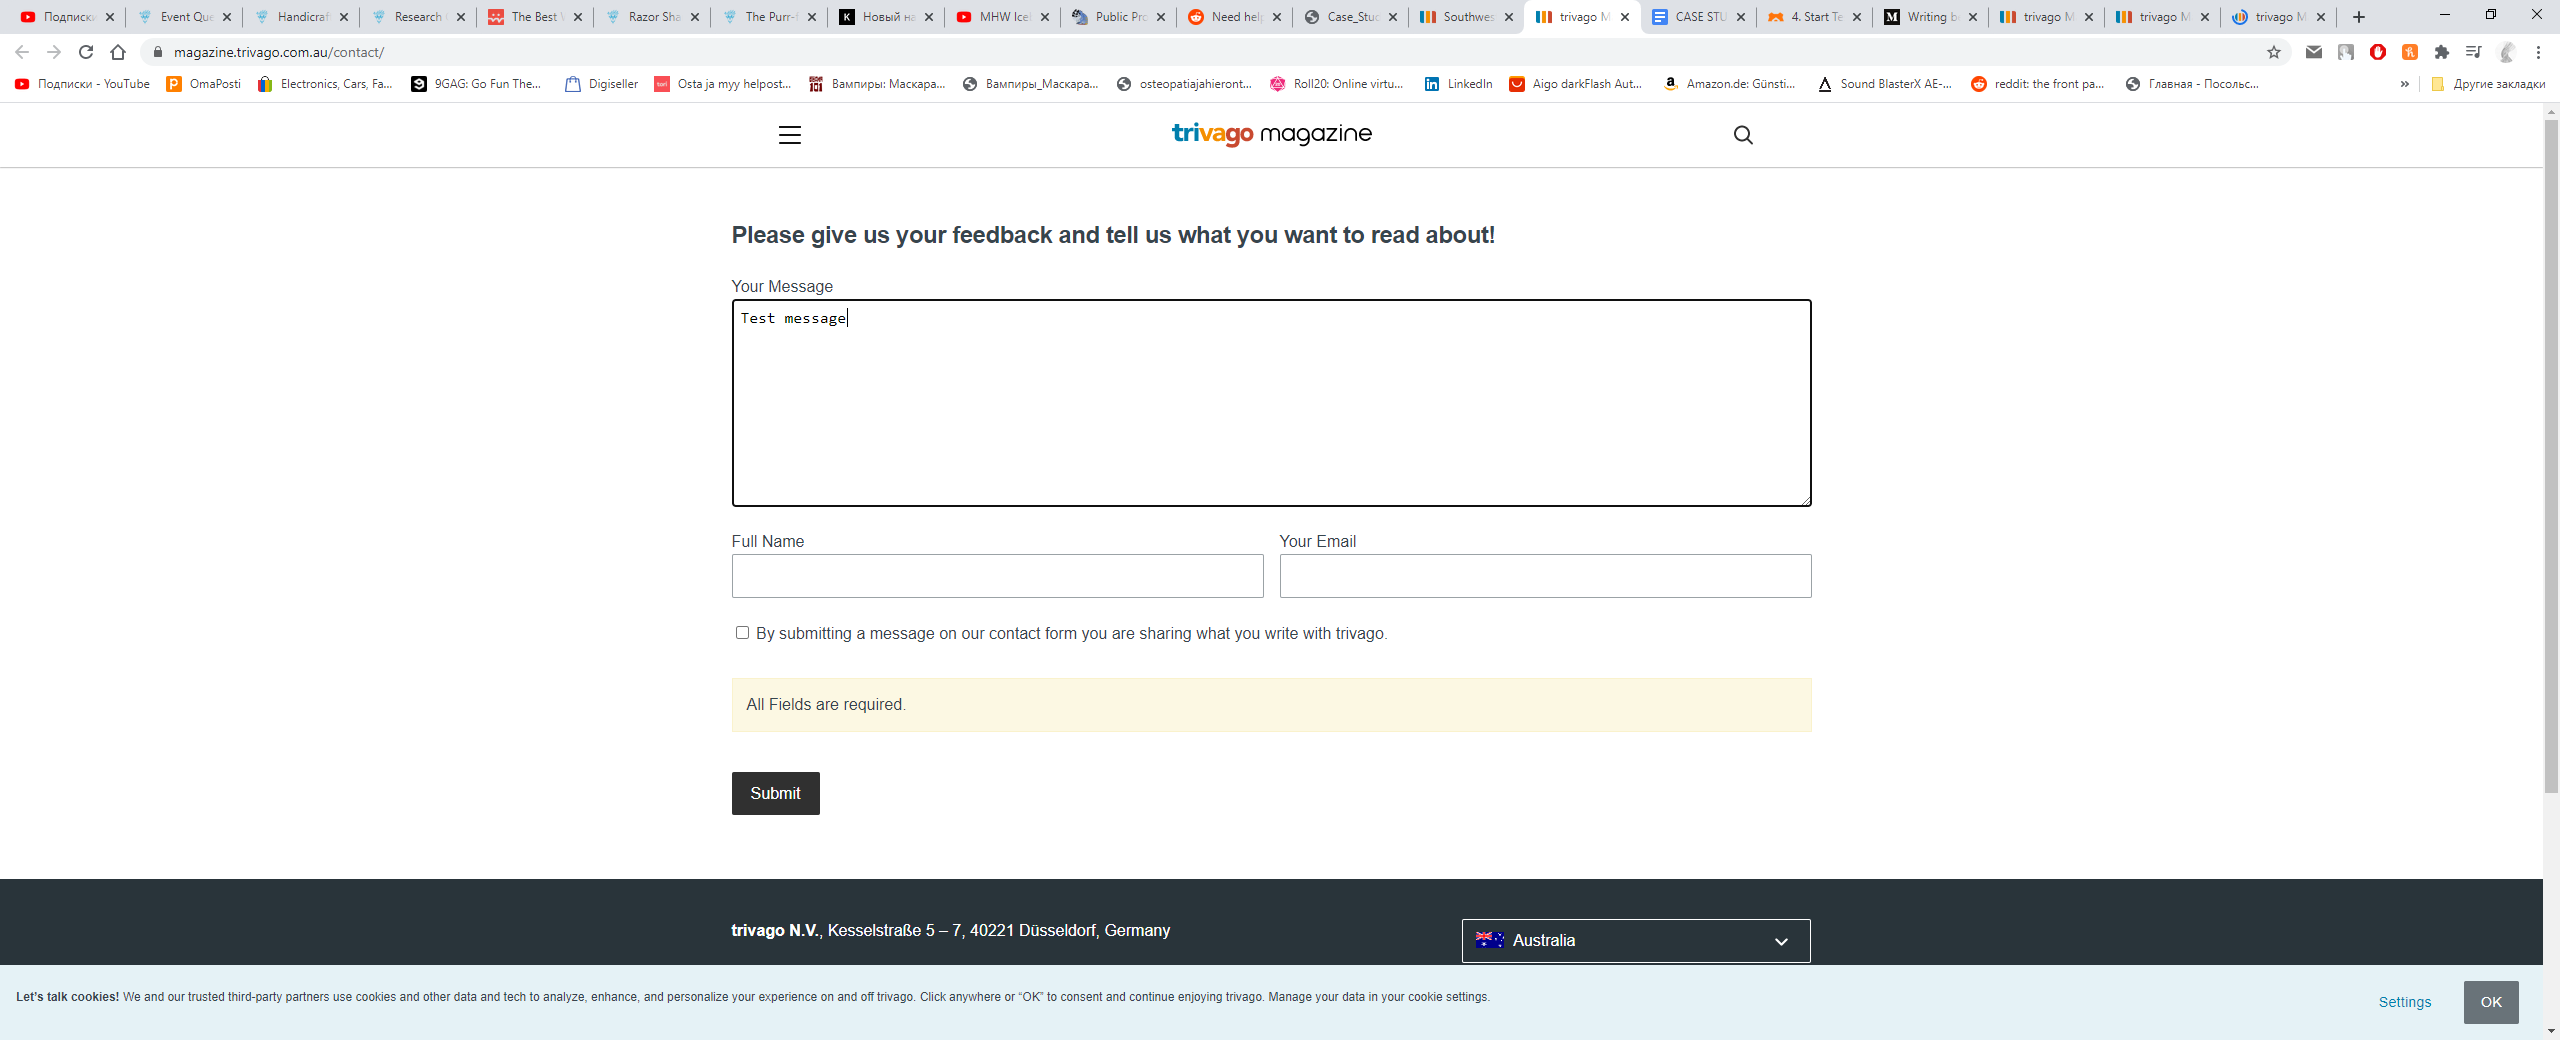 Подписки
Event Que
Handicraf
Research
The Best
Razor Sha
The Purr-f
Новый на
MHW Icel
Public Pro
Need help
Case_Stud
Southwes
trivago M
CASE STU
4. Start Te
Writing b
trivago M
trivago M
trivago M
magazine.trivago.com.au/contact/
Подписки - YouTube
OmaPosti
Electronics, Cars, Fa...
9GAG: Go Fun The...
Digiseller
Osta ja myy helpost...
Вампиры: Маскара...
Вампиры_Маскара...
osteopatiajahieront...
Roll20: Online virtu...
LinkedIn
Aigo darkFlash Aut...
Amazon.de: Günsti...
Sound BlasterX AE-...
reddit: the front pa...
Главная - Посольс...
»
Другие закладки
trivago magazine
Please give us your feedback and tell us what you want to read about!
Your Message
Test message
Full Name
Your Email
By submitting a message on our contact form you are sharing what you write with trivago.
All Fields are required.
Submit
trivago N.V., Kesselstraße 5 – 7, 40221 Düsseldorf, Germany
Australia
Let's talk cookies! We and our trusted third-party partners use cookies and other data and tech to analyze, enhance, and personalize your experience on and off trivago. Click anywhere or “OK” to consent and continue enjoying trivago. Manage your data in your cookie settings.
Settings
OK